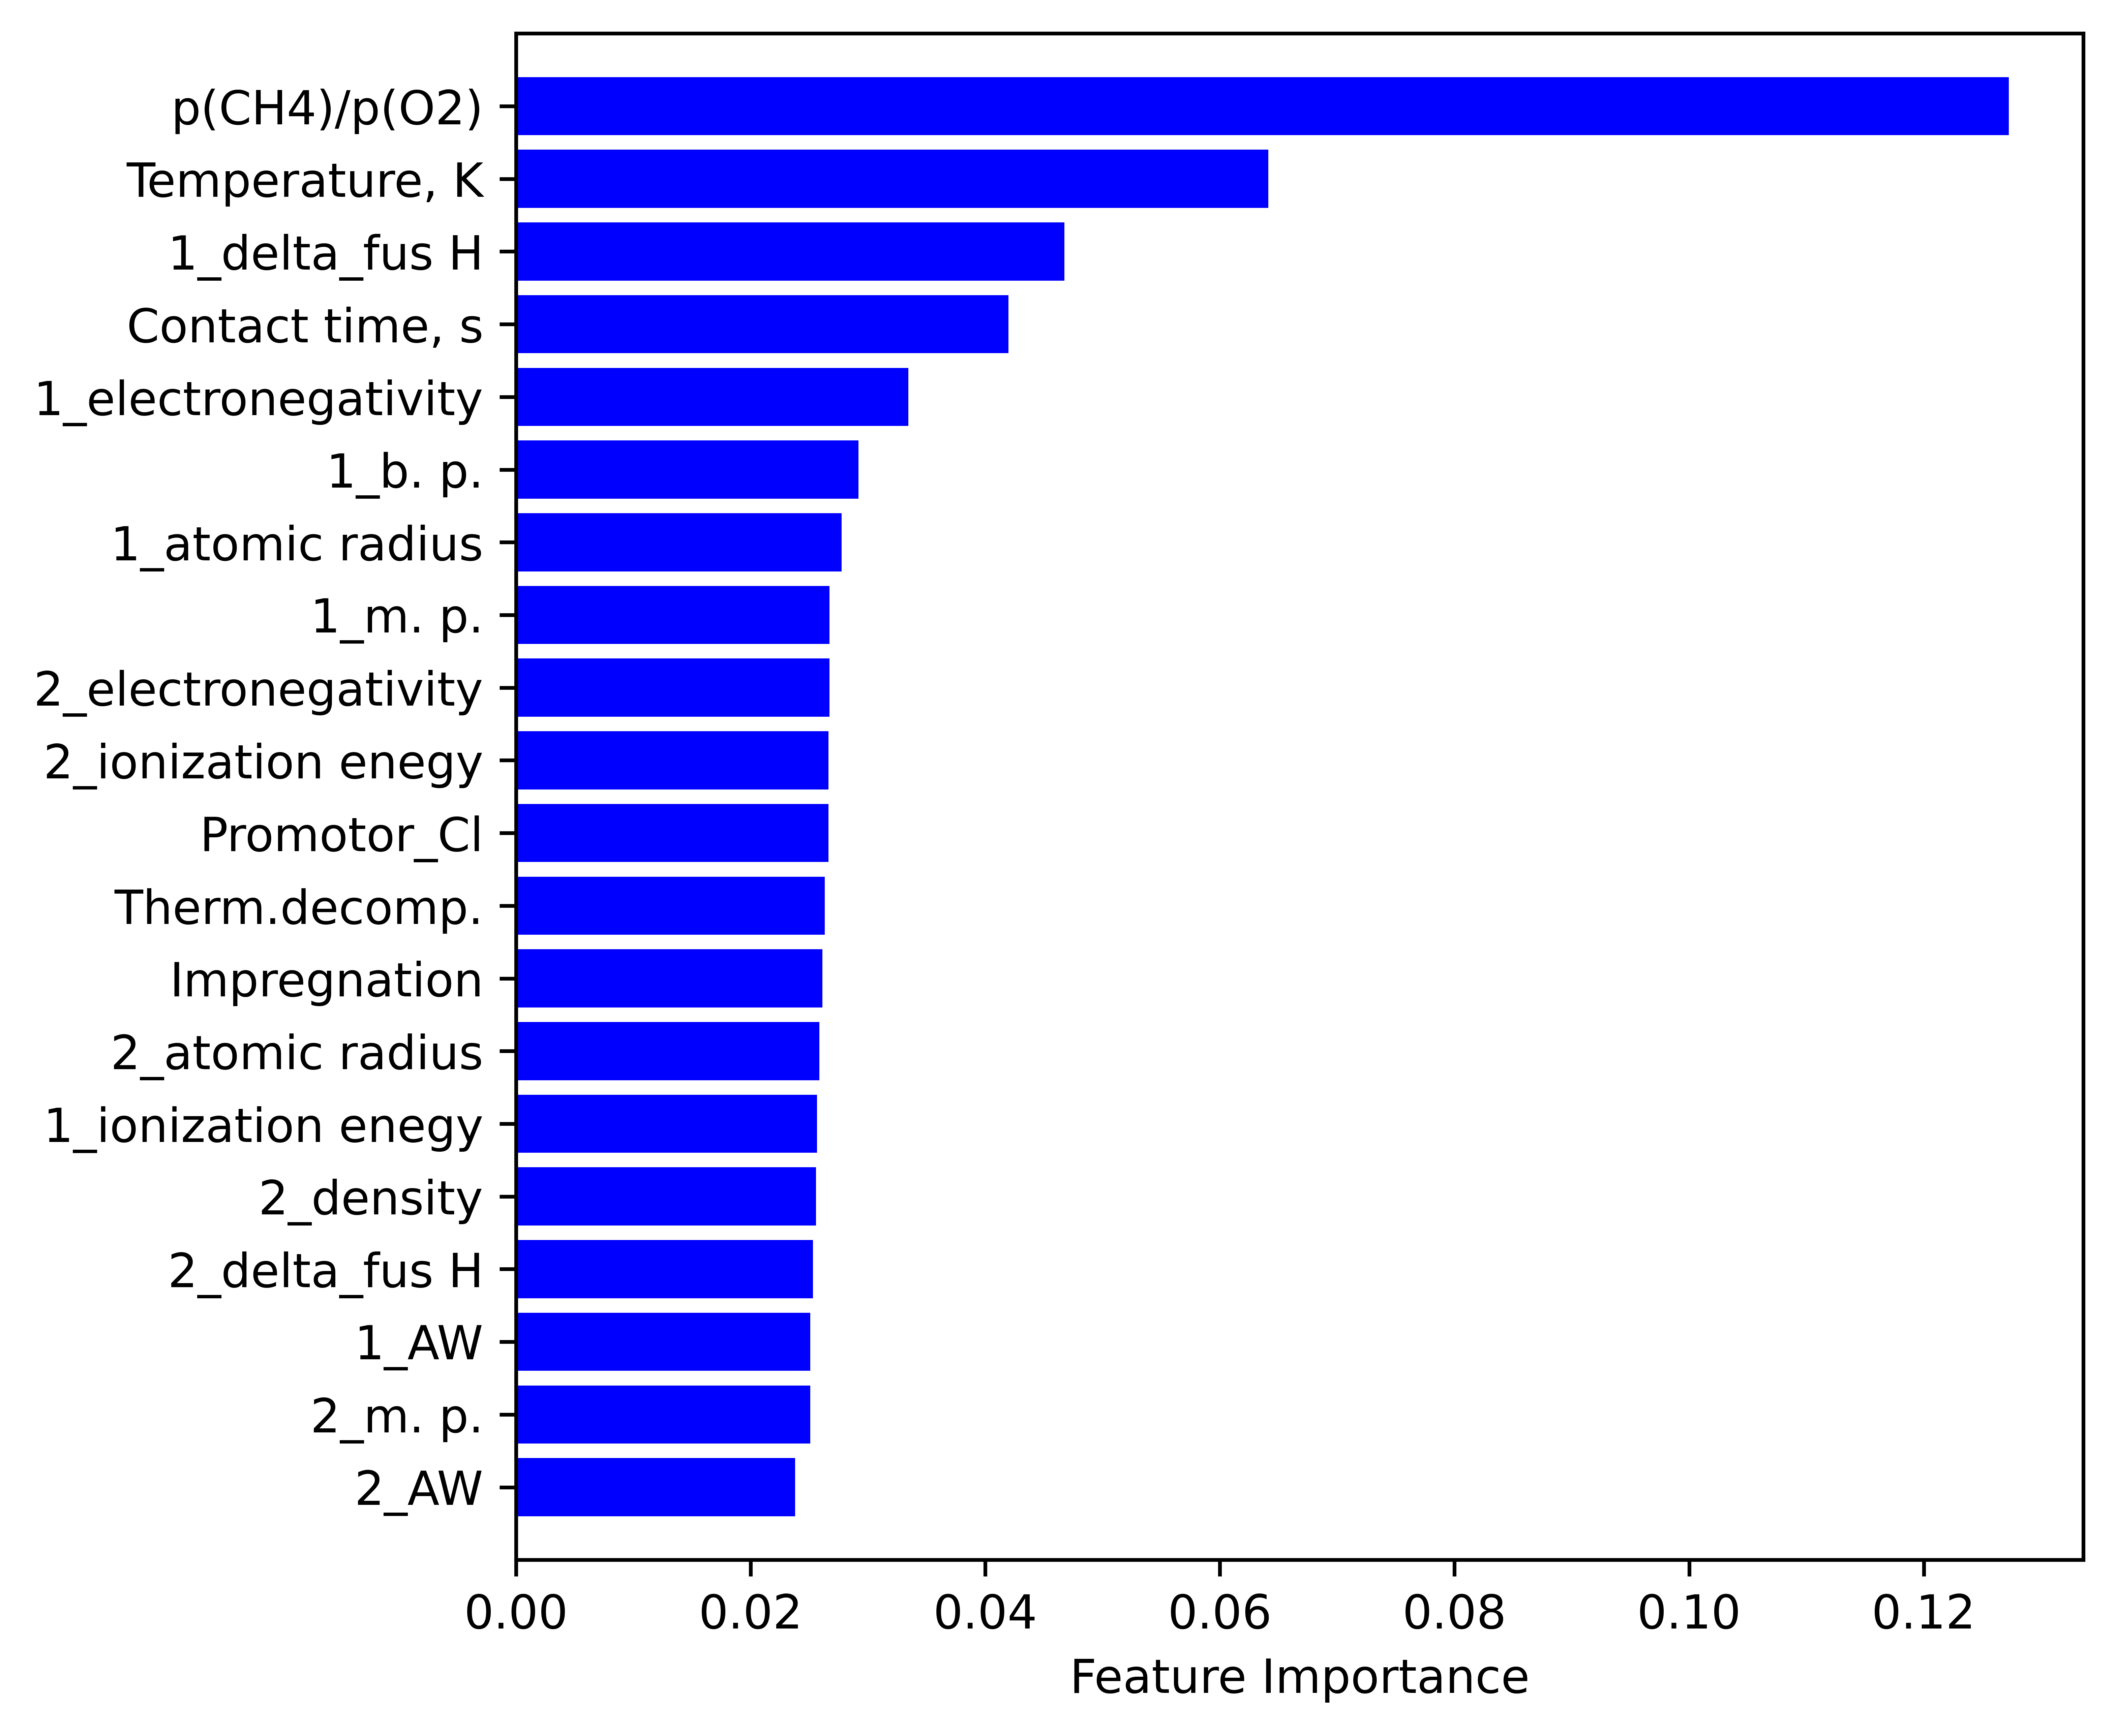 p(CH4)/p(O2)
Temperature, K
1_delta_fus H
Contact time, s
1_electronegativity
1_b. p.
1_atomic radius
1_m. p.
2_electronegativity
2_ionization enegy
Promotor_Cl
Therm.decomp.
Impregnation
2_atomic radius
1_ionization enegy
2_density
2_delta_fus H
1_AW
2_m. p.
2_AW
0.00 0.02 0.04 0.06 0.08 0.10 0.12
Feature Importance